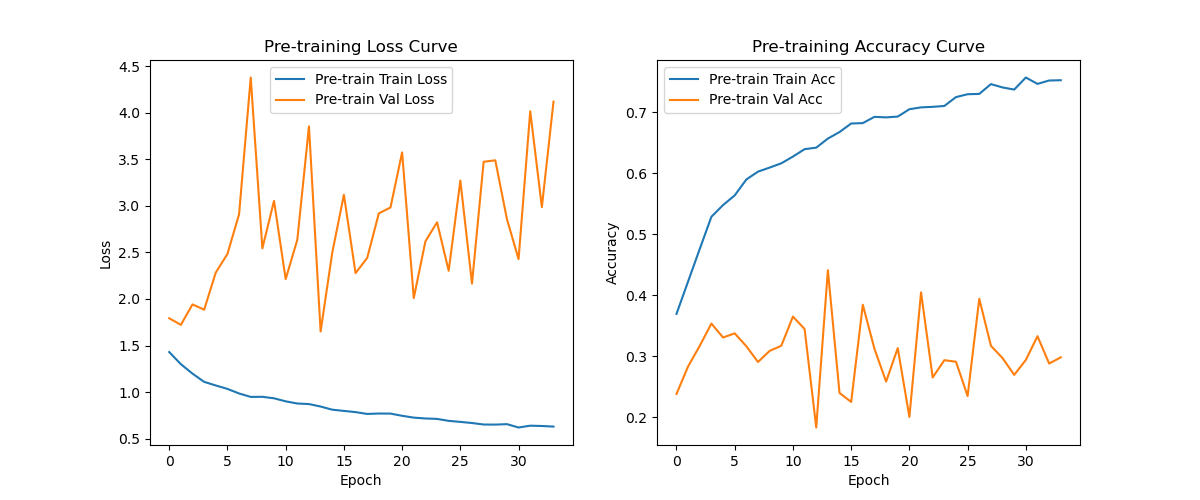 Pre-training Loss Curve
Pre-train Train Loss
Pre-train Val Loss
4.5
4.0
3.5
3.0
2.5
2.0
1.5
1.0
0.5
Loss
0 5 10 15 20 25 30
Epoch
Pre-training Accuracy Curve
Pre-train Train Acc
Pre-train Val Acc
0.7
0.6
0.5
0.4
0.3
0.2
Accuracy
0 5 10 15 20 25 30
Epoch